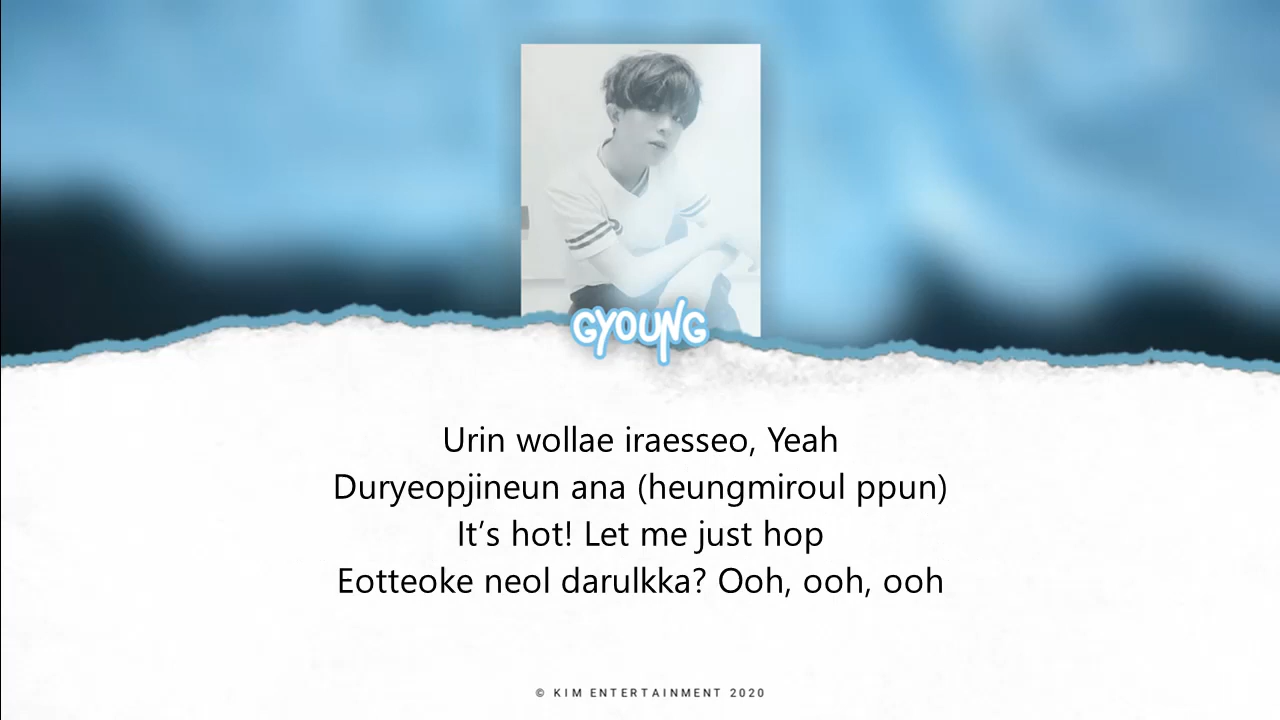 GYOUNG
Urin wollae iraesseo, Yeah
Duryeopjineun ana (heungmiroul ppun)
It’s hot! Let me just hop
Eotteoke neol darulkka? Ooh, ooh, ooh
© KIM ENTERTAINMENT 2020